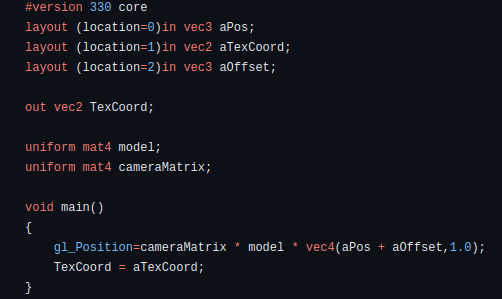 #version 330 core
layout (location=0)in vec3 aPos;
layout (location=1)in vec2 aTexCoord;
layout (location=2)in vec3 aOffset;

out vec2 TexCoord;

uniform mat4 model;
uniform mat4 cameraMatrix;

void main()
{
    gl_Position=cameraMatrix * model * vec4(aPos + aOffset,1.0);
    TexCoord = aTexCoord;
}